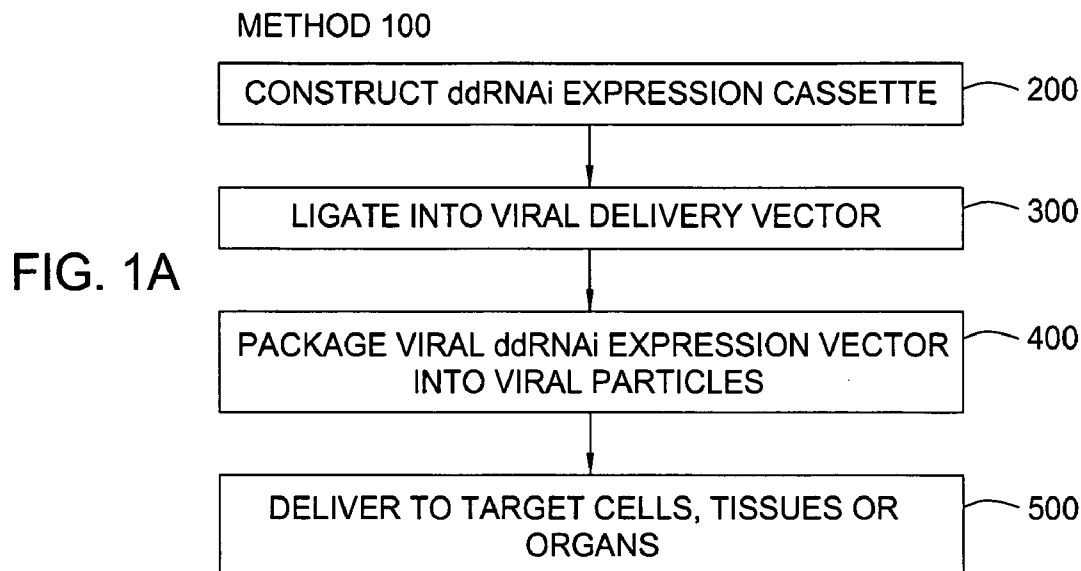 METHOD 100
CONSTRUCT ddRNAi EXPRESSION CASSETTE
200
LIGATE INTO VIRAL DELIVERY VECTOR
300
FIG. 1A
PACKAGE VIRAL ddRNAi EXPRESSION VECTOR
INTO VIRAL PARTICLES
400
DELIVER TO TARGET CELLS, TISSUES OR
ORGANS
500